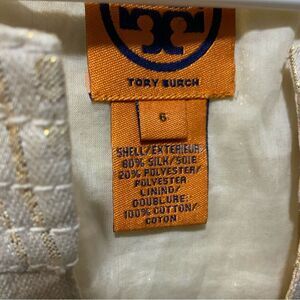 TORY BURCH
6
SHELL/EXTERIEUR:
80% SILK/SOIE
20% POLYESTER/
POLYESTER
LINING/
DOUBLURE:
100% COTTON/
COTON